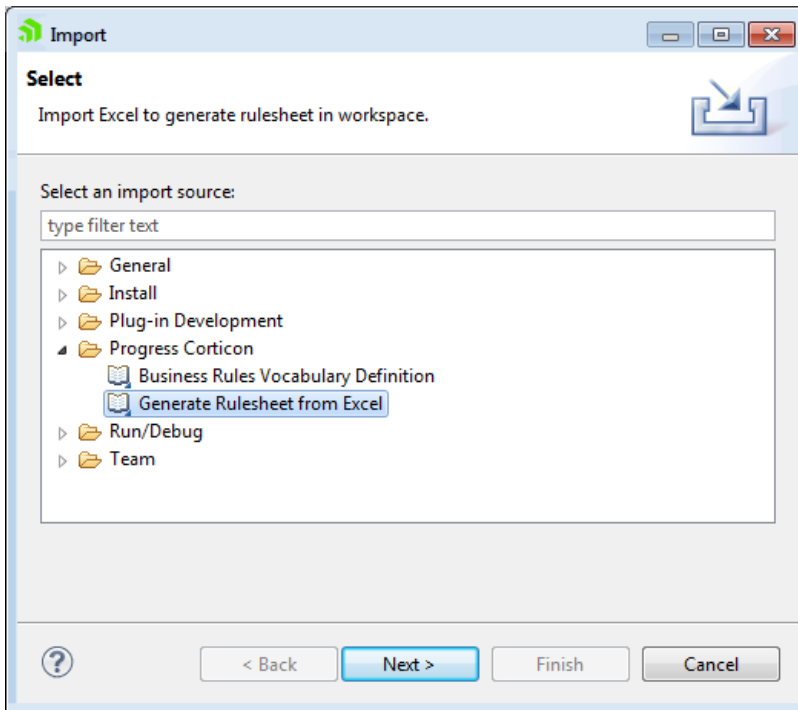 Import
Select
Import Excel to generate rulesheet in workspace.
Select an import source:
type filter text
General
Install
Plug-in Development
Progress Corticon
Business Rules Vocabulary Definition
Generate Rulesheet from Excel
Run/Debug
Team
? < Back Next > Finish Cancel